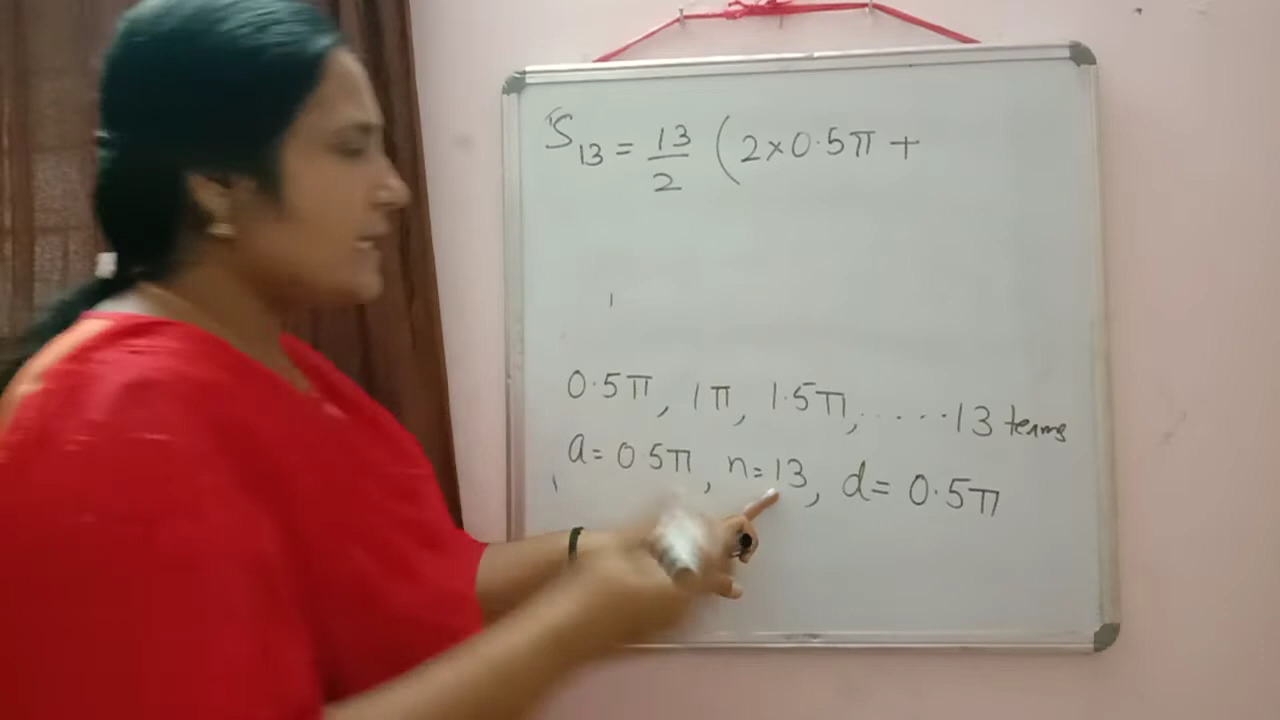 S₁₃ = 13/2 (2×0.5π +
0.5π, 1π, 1.5π, ..... 13 terms
a = 0.5π, n = 13, d = 0.5π